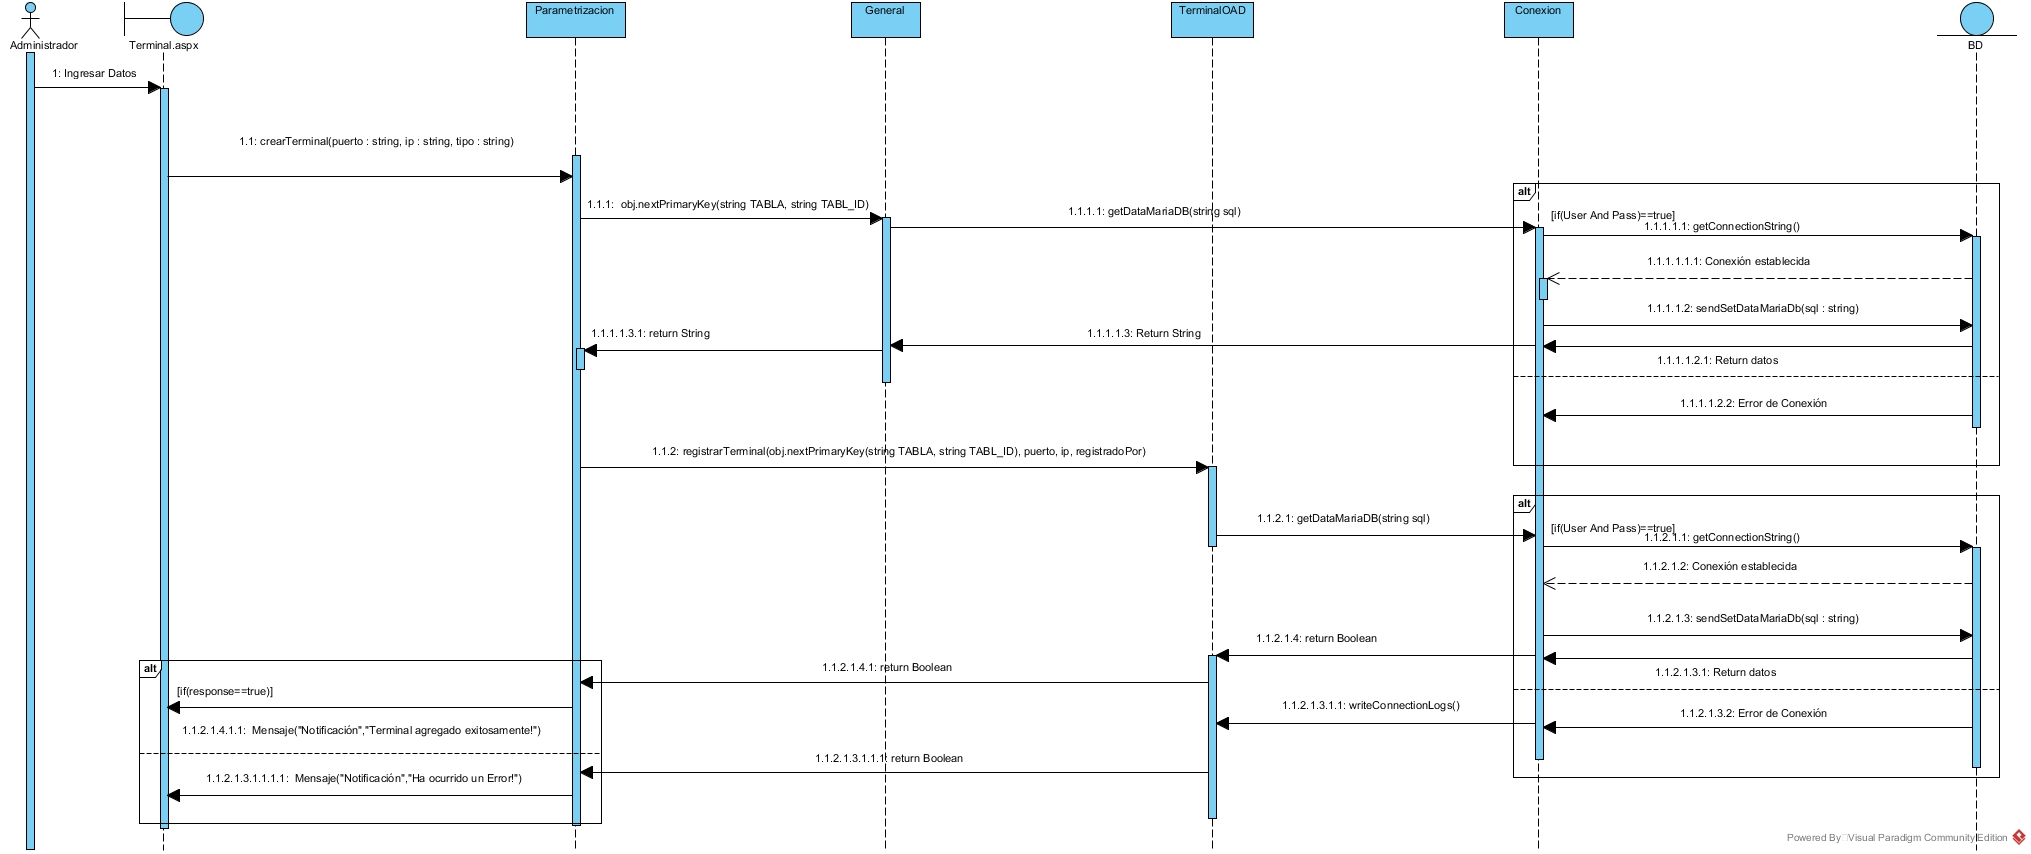 Administrador
Terminal.aspx
Parametrizacion
General
TerminalOAD
Conexion
BD
1: Ingresar Datos
1.1: crearTerminal(puerto : string, ip : string, tipo : string)
alt
1.1.1:  obj.nextPrimaryKey(string TABLA, string TABL_ID)
1.1.1.1: getDataMariaDB(string sql)
[if(User And Pass)==true]
1.1.1.1.1: getConnectionString()
1.1.1.1.1.1: Conexión establecida
1.1.1.1.2: sendSetDataMariaDb(sql : string)
1.1.1.1.3.1: return String
1.1.1.1.3: Return String
1.1.1.1.2.1: Return datos
1.1.1.1.2.2: Error de Conexión
1.1.2: registrarTerminal(obj.nextPrimaryKey(string TABLA, string TABL_ID), puerto, ip, registradoPor)
alt
1.1.2.1: getDataMariaDB(string sql)
[if(User And Pass)==true]
1.1.2.1.1: getConnectionString()
1.1.2.1.2: Conexión establecida
1.1.2.1.3: sendSetDataMariaDb(sql : string)
1.1.2.1.4: return Boolean
alt
1.1.2.1.4.1: return Boolean
1.1.2.1.3.1: Return datos
[if(response==true)]
1.1.2.1.3.1.1: writeConnectionLogs()
1.1.2.1.3.2: Error de Conexión
1.1.2.1.4.1.1:  Mensaje("Notificación","Terminal agregado exitosamente!")
1.1.2.1.3.1.1.1: return Boolean
1.1.2.1.3.1.1.1.1:  Mensaje("Notificación","Ha ocurrido un Error!")
Powered By Visual Paradigm Community Edition